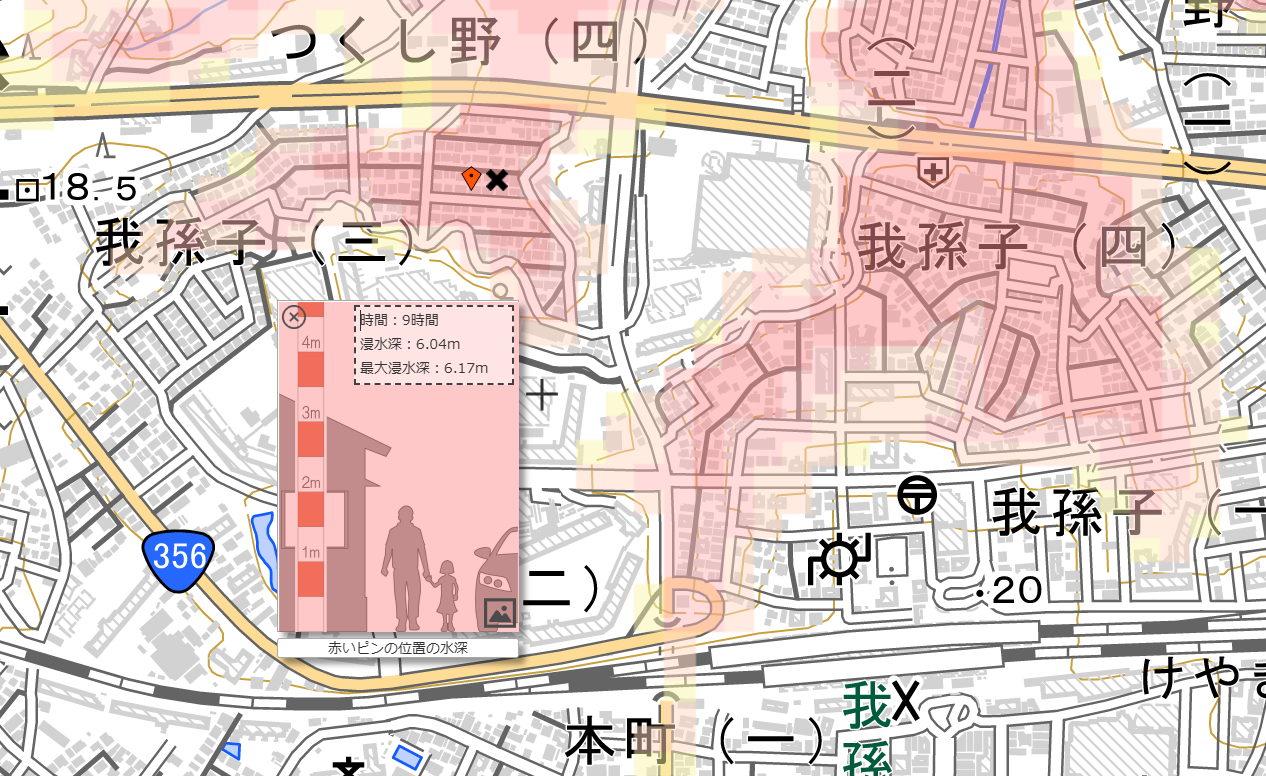 つくし野（四）
野（一）
（二）
18.5
我孫子（三）
我孫子（四）
時間：9時間
浸水深：6.04m
最大浸水深：6.17m
4m
3m
2m
1m
356
我孫子（一
二）
20
赤いピンの位置の水深
けやき
我孫
本町（一）